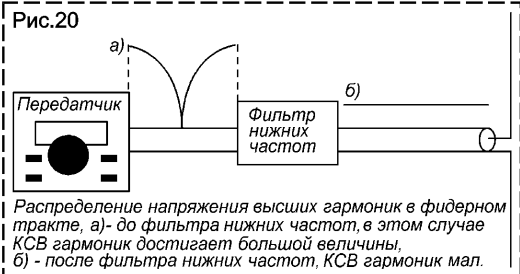 Рис.20
а)
б)
Передатчик
Фильтр
нижних
частот
Распределение напряжения высших гармоник в фидерном
тракте, а)- до фильтра нижних частот, в этом случае
КСВ гармоник достигает большой величины,
б) - после фильтра нижних частот, КСВ гармоник мал.